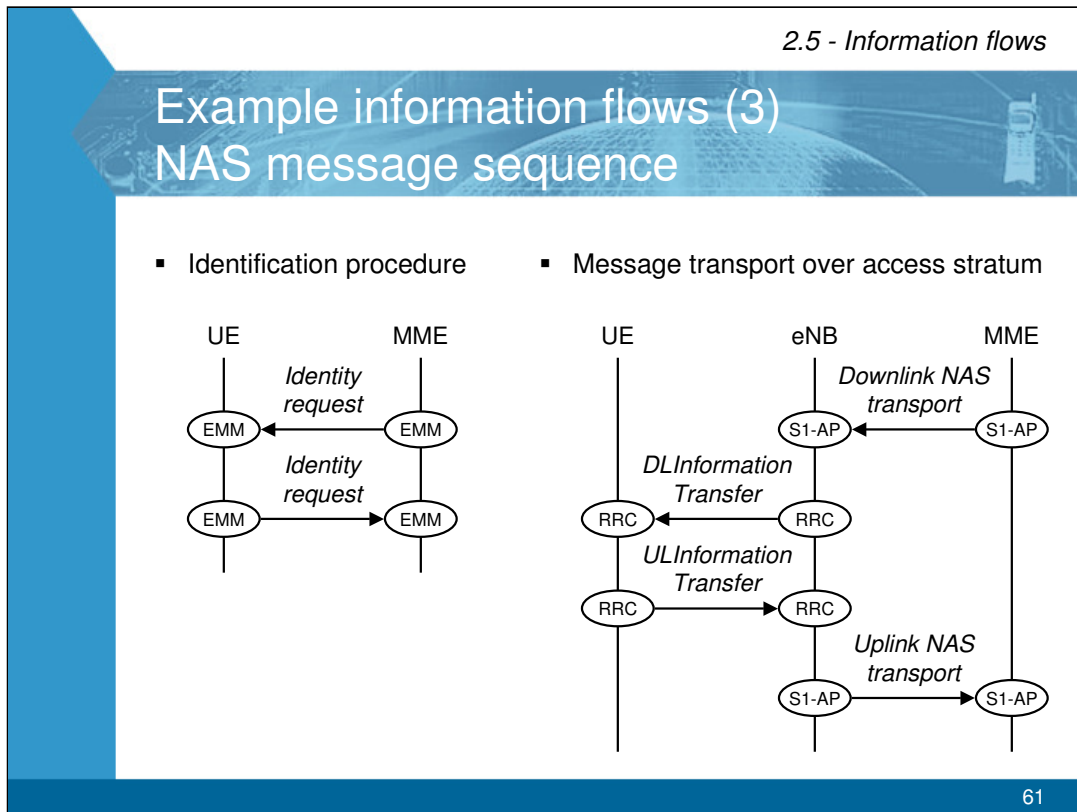 2.5 - Information flows
Example information flows (3)
NAS message sequence
▪ Identification procedure
UE MME
Identity
request
EMM EMM
Identity
request
EMM EMM
▪ Message transport over access stratum
UE eNB MME
Downlink NAS
transport
S1-AP S1-AP
DLInformation
Transfer
RRC RRC
ULInformation
Transfer
RRC RRC
Uplink NAS
transport
S1-AP S1-AP
61